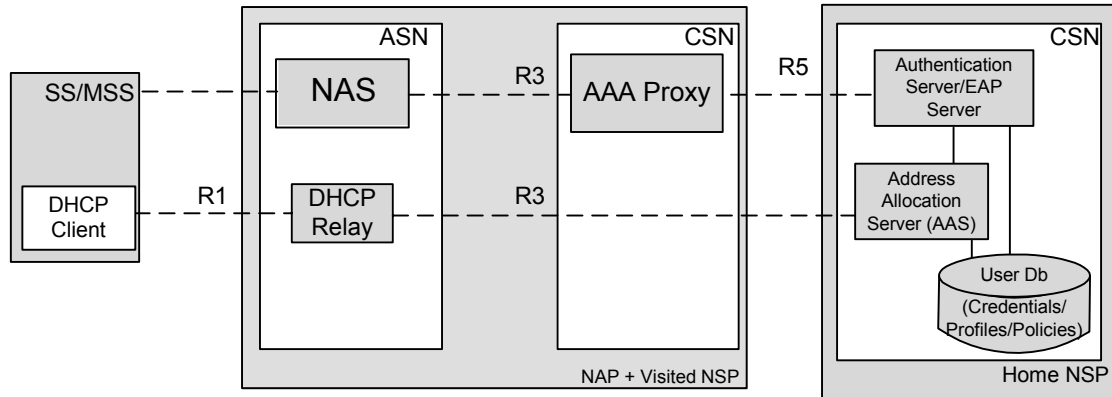 SS/MSS
DHCP
Client
R1
ASN
NAS
DHCP
Relay
R3
R3
CSN
AAA Proxy
NAP + Visited NSP
R5
CSN
Authentication
Server/EAP
Server
Address
Allocation
Server (AAS)
User Db
(Credentials/
Profiles/Policies)
Home NSP